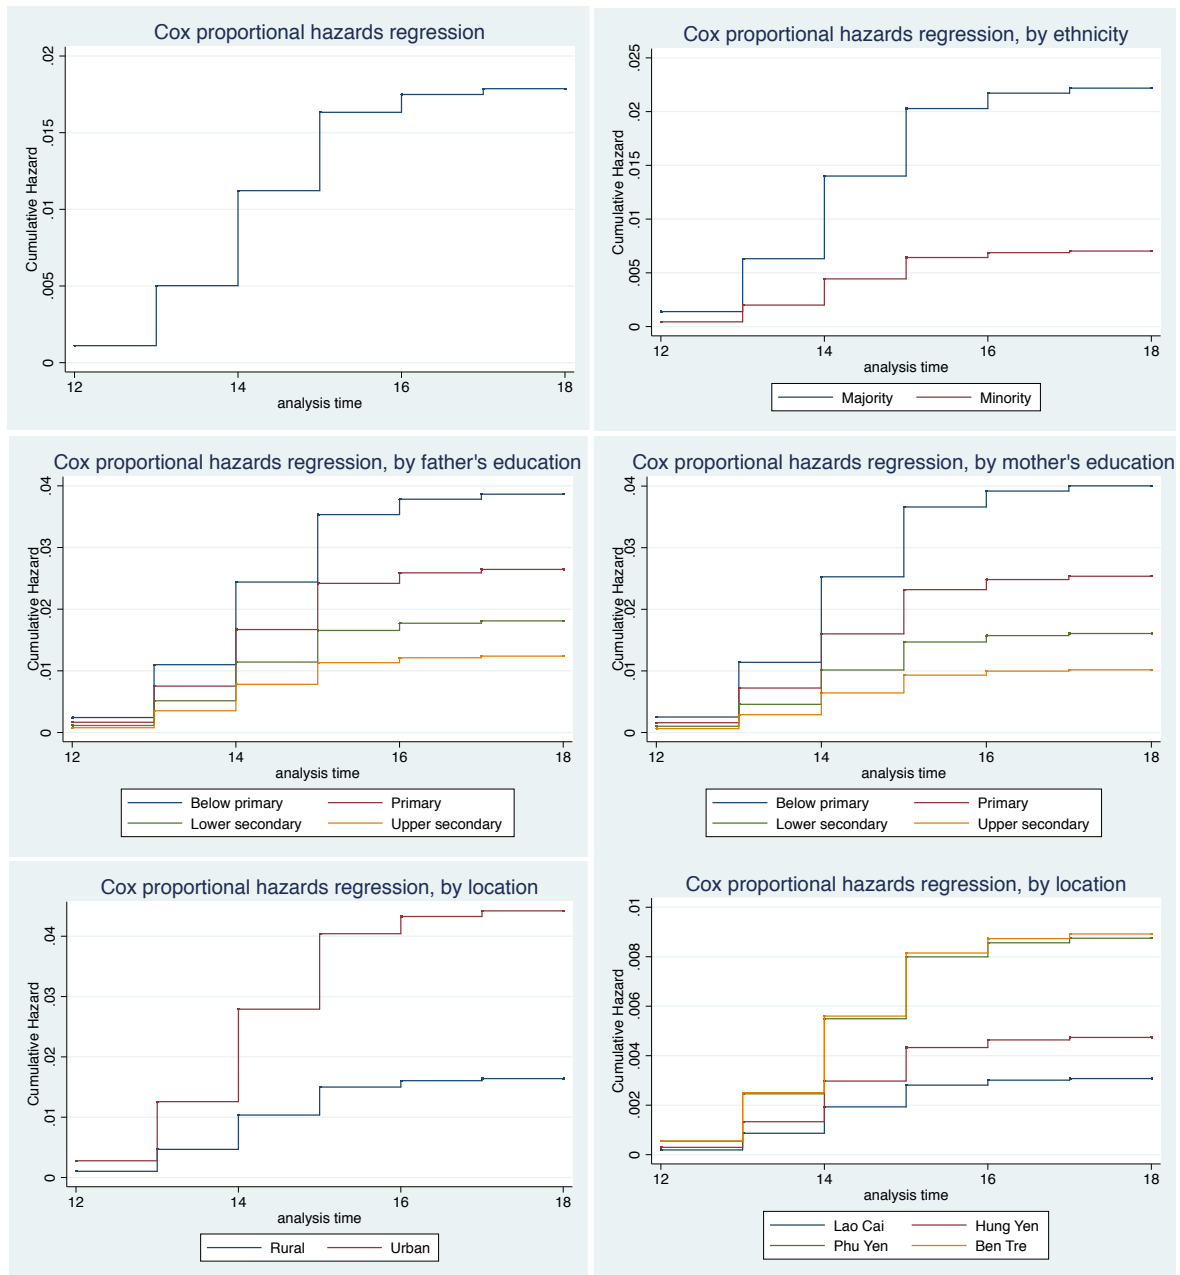 Cox proportional hazards regression
Cumulative Hazard
.02
.015
.01
.005
0
12 14 16 18
analysis time
Cox proportional hazards regression, by ethnicity
Cumulative Hazard
.025
.02
.015
.01
.005
0
12 14 16 18
analysis time
Majority Minority
Cox proportional hazards regression, by father's education
Cumulative Hazard
.04
.03
.02
.01
0
12 14 16 18
analysis time
Below primary Primary
Lower secondary Upper secondary
Cox proportional hazards regression, by mother's education
Cumulative Hazard
.04
.03
.02
.01
0
12 14 16 18
analysis time
Below primary Primary
Lower secondary Upper secondary
Cox proportional hazards regression, by location
Cumulative Hazard
.04
.03
.02
.01
0
12 14 16 18
analysis time
Rural Urban
Cox proportional hazards regression, by location
Cumulative Hazard
.01
.008
.006
.004
.002
0
12 14 16 18
analysis time
Lao Cai Hung Yen
Phu Yen Ben Tre